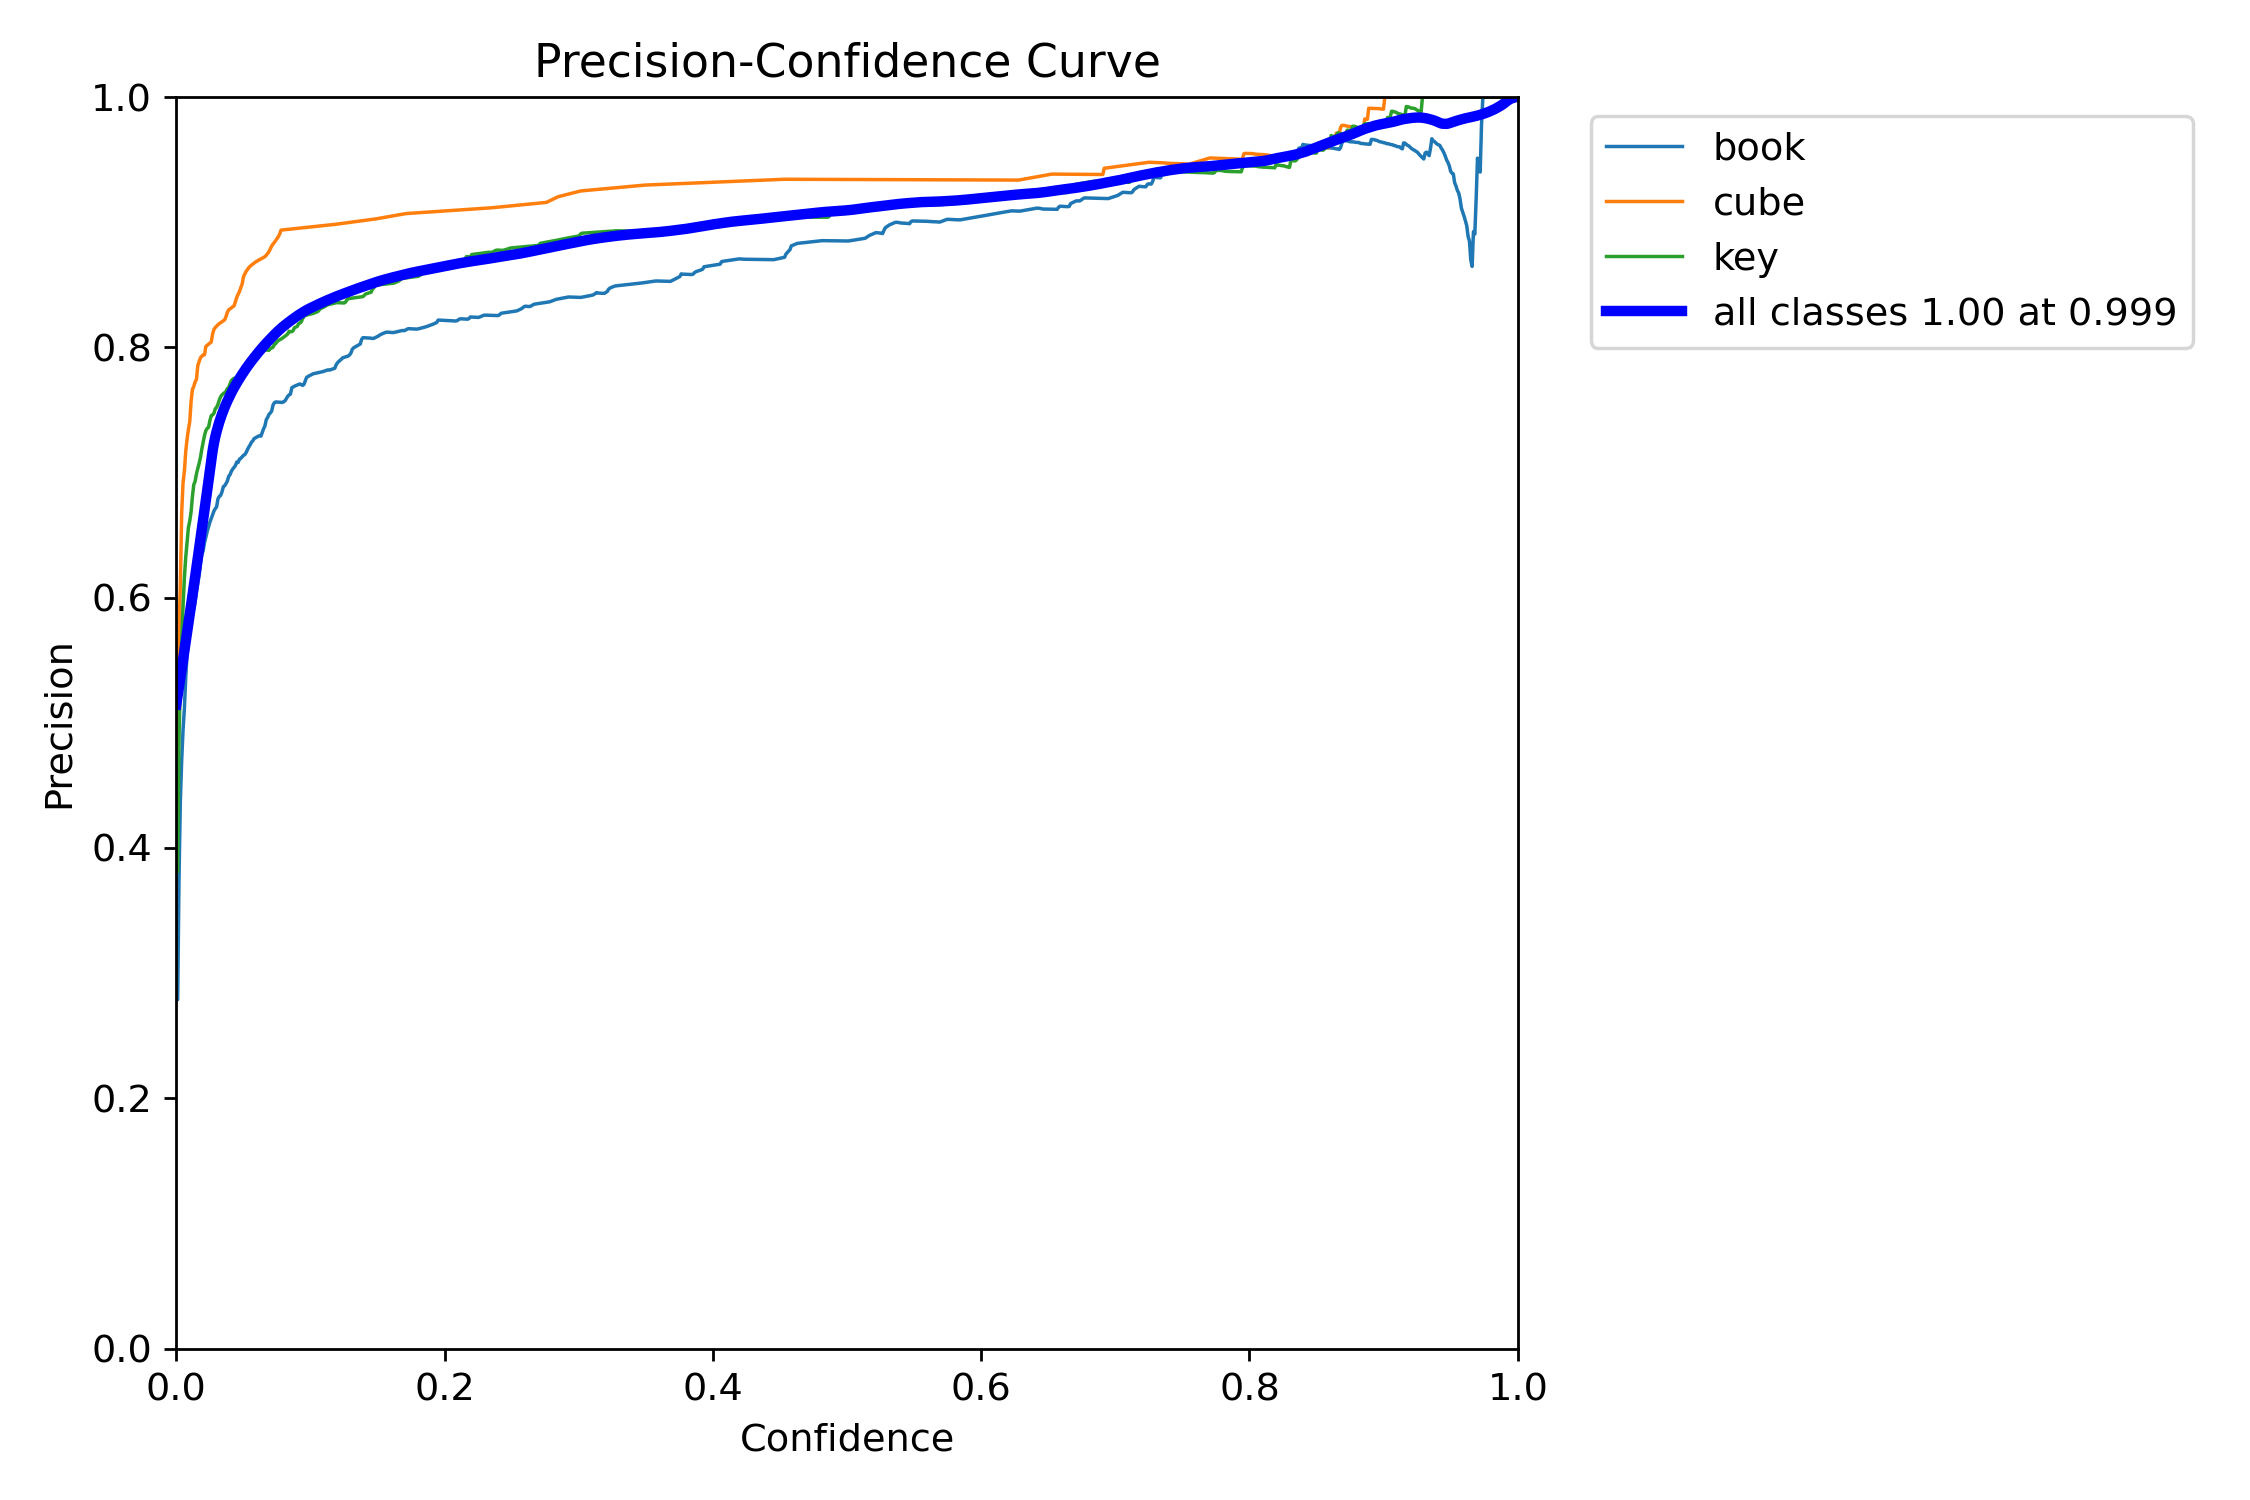 Precision-Confidence Curve
1.0
0.8
0.6
0.4
0.2
0.0
Precision
0.0 0.2 0.4 0.6 0.8 1.0
Confidence
book
cube
key
all classes 1.00 at 0.999